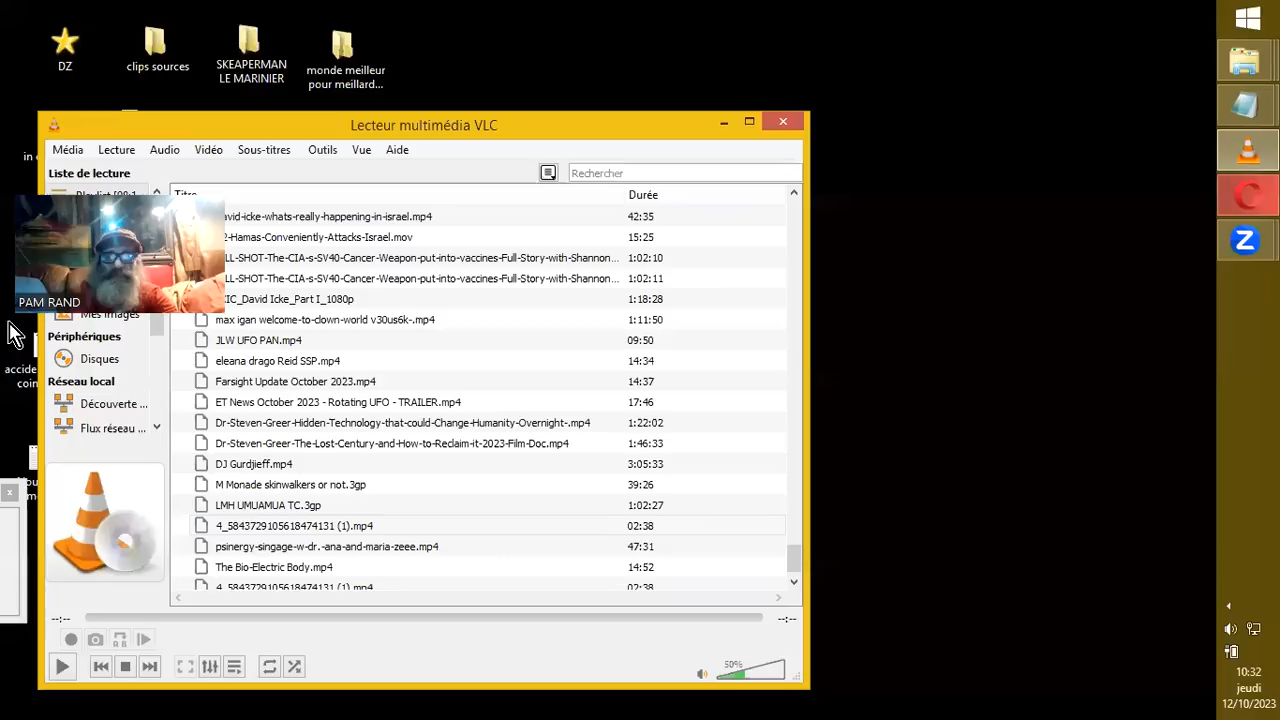 DZ
clips sources
SKEAPERMAN
LE MARINIER
monde meilleur
pour meillard...
Lecteur multimédia VLC
Média Lecture Audio Vidéo Sous-titres Outils Vue Aide
Liste de lecture
Rechercher
Durée
avid-icke-whats-really-happening-in-israel.mp4 42:35
2-Hamas-Conveniently-Attacks-Israel.mov 15:25
LL-SHOT-The-CIA-s-SV40-Cancer-Weapon-put-into-vaccines-Full-Story-with-Shannon... 1:02:10
LL-SHOT-The-CIA-s-SV40-Cancer-Weapon-put-into-vaccines-Full-Story-with-Shannon... 1:02:11
IC_David Icke_Part I_1080p 1:18:28
max igan welcome-to-clown-world v30us6k-.mp4 1:11:50
JLW UFO PAN.mp4 09:50
eleana drago Reid SSP.mp4 14:34
Farsight Update October 2023.mp4 14:37
ET News October 2023 - Rotating UFO - TRAILER.mp4 17:46
Dr-Steven-Greer-Hidden-Technology-that-could-Change-Humanity-Overnight-.mp4 1:22:02
Dr-Steven-Greer-The-Lost-Century-and-How-to-Reclaim-it-2023-Film-Doc.mp4 1:46:33
DJ Gurdjieff.mp4 3:05:33
M Monade skinwalkers or not.3gp 39:26
LMH UMUAMUA TC.3gp 1:02:27
4_5843729105618474131 (1).mp4 02:38
psinergy-singage-w-dr.-ana-and-maria-zeee.mp4 47:31
The Bio-Electric Body.mp4 14:52
4_5843729105618474131 (1).mp4 02:38
PAM RAND
Mes images
Périphériques
Disques
Réseau local
Découverte ...
Flux réseau ...
in
accide
coin
--:-- --:--
50%
10:32
jeudi
12/10/2023